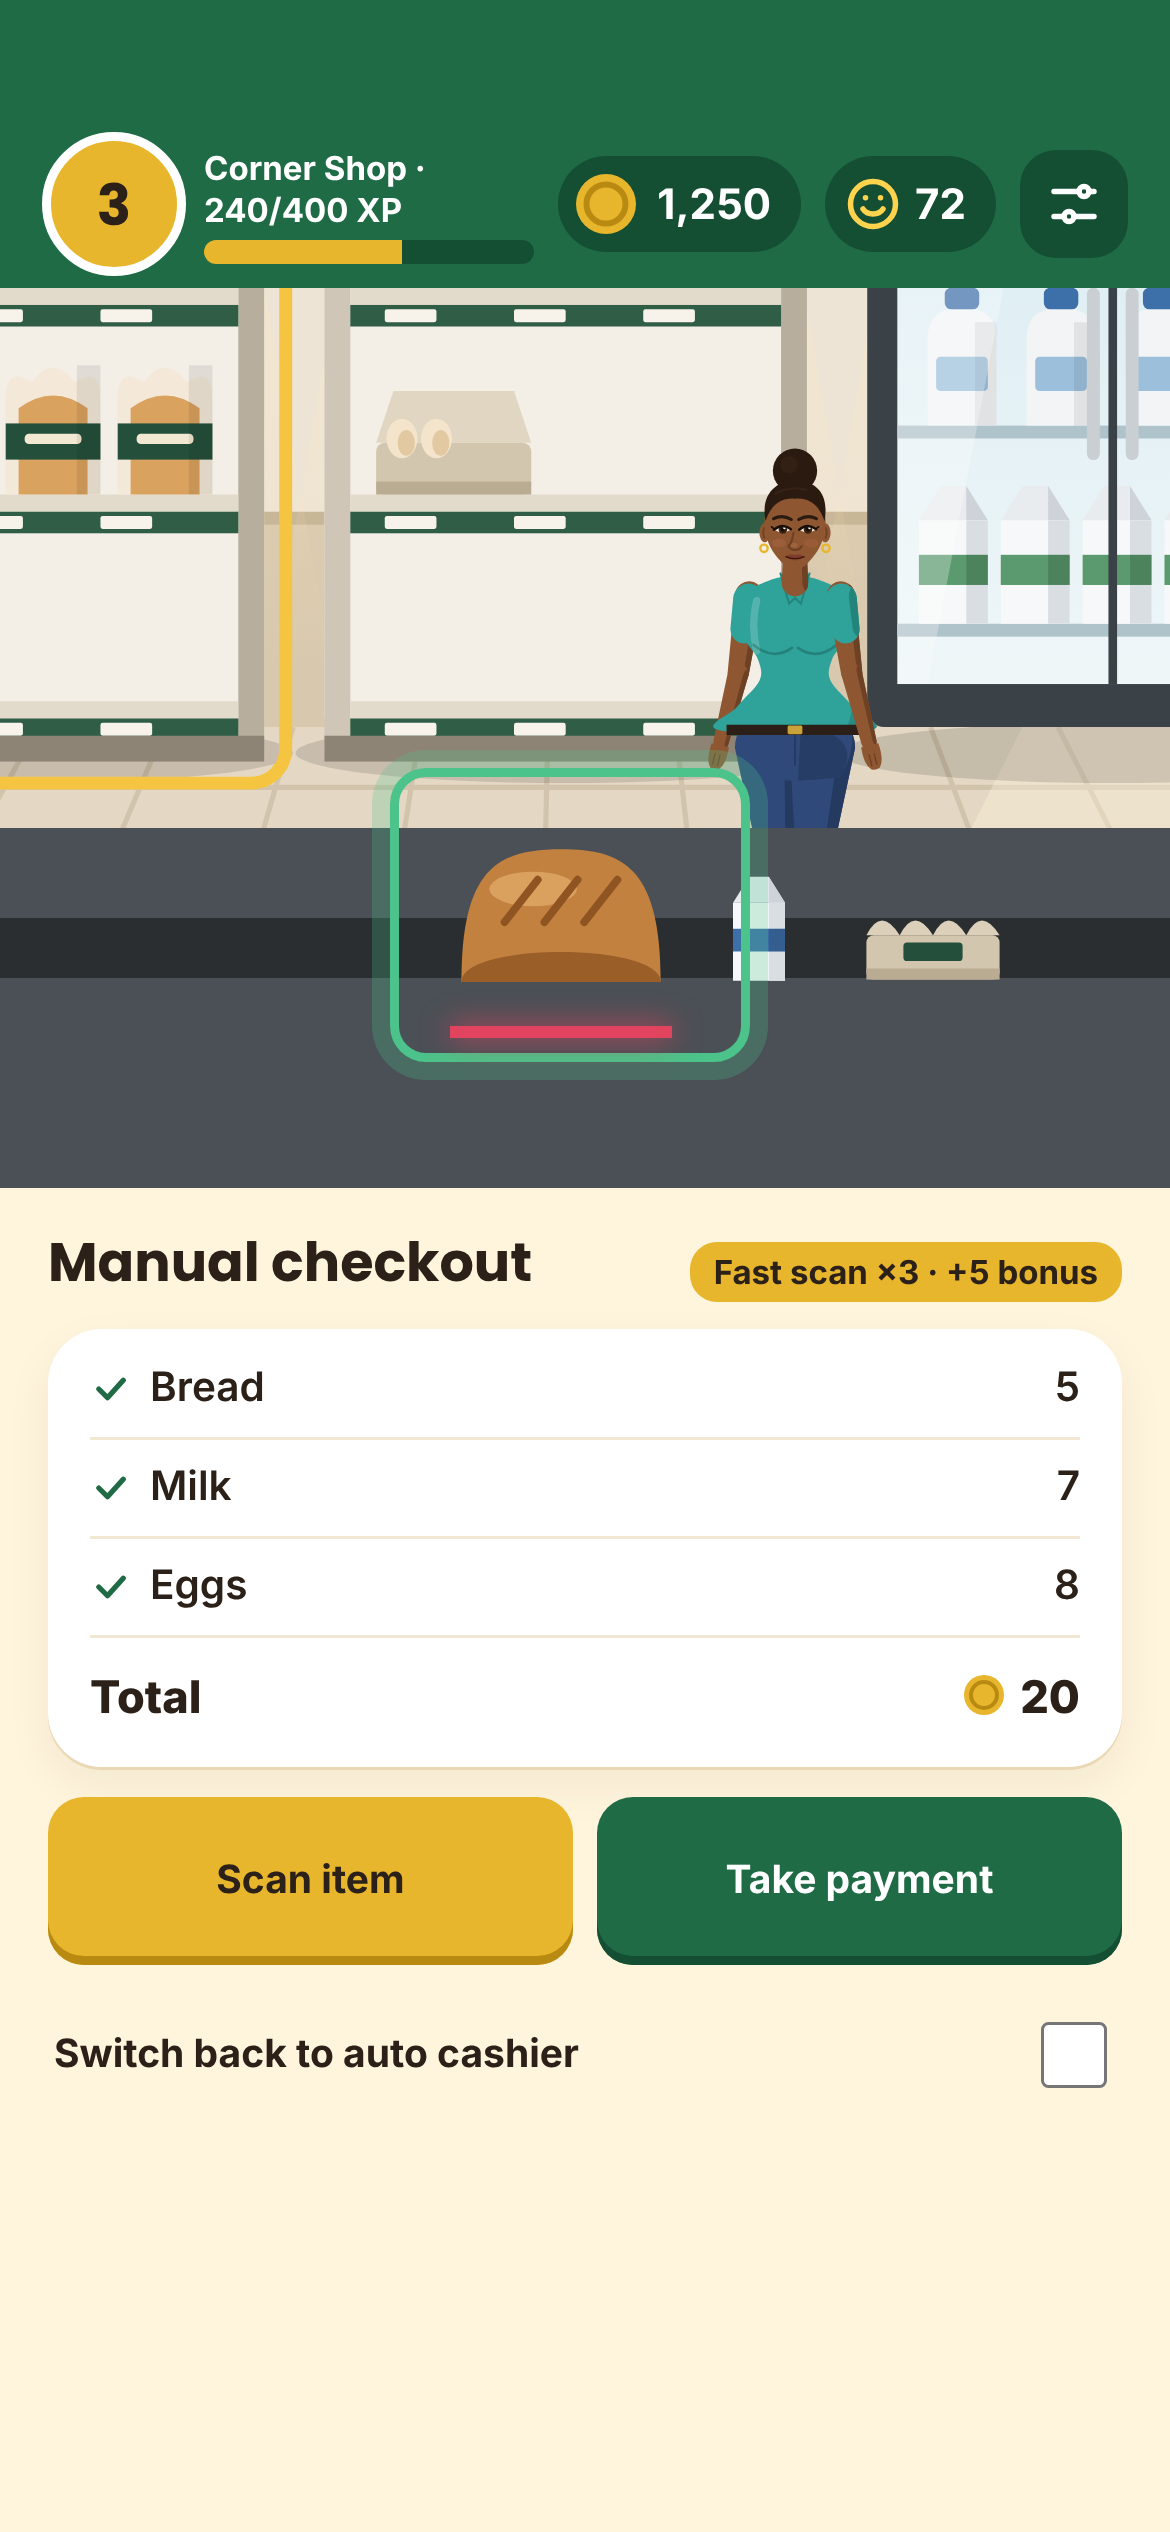 3
Corner Shop ·
240/400 XP
1,250
72
Manual checkout
Fast scan ×3 · +5 bonus
Bread 5
Milk 7
Eggs 8
Total 20
Scan item
Take payment
Switch back to auto cashier